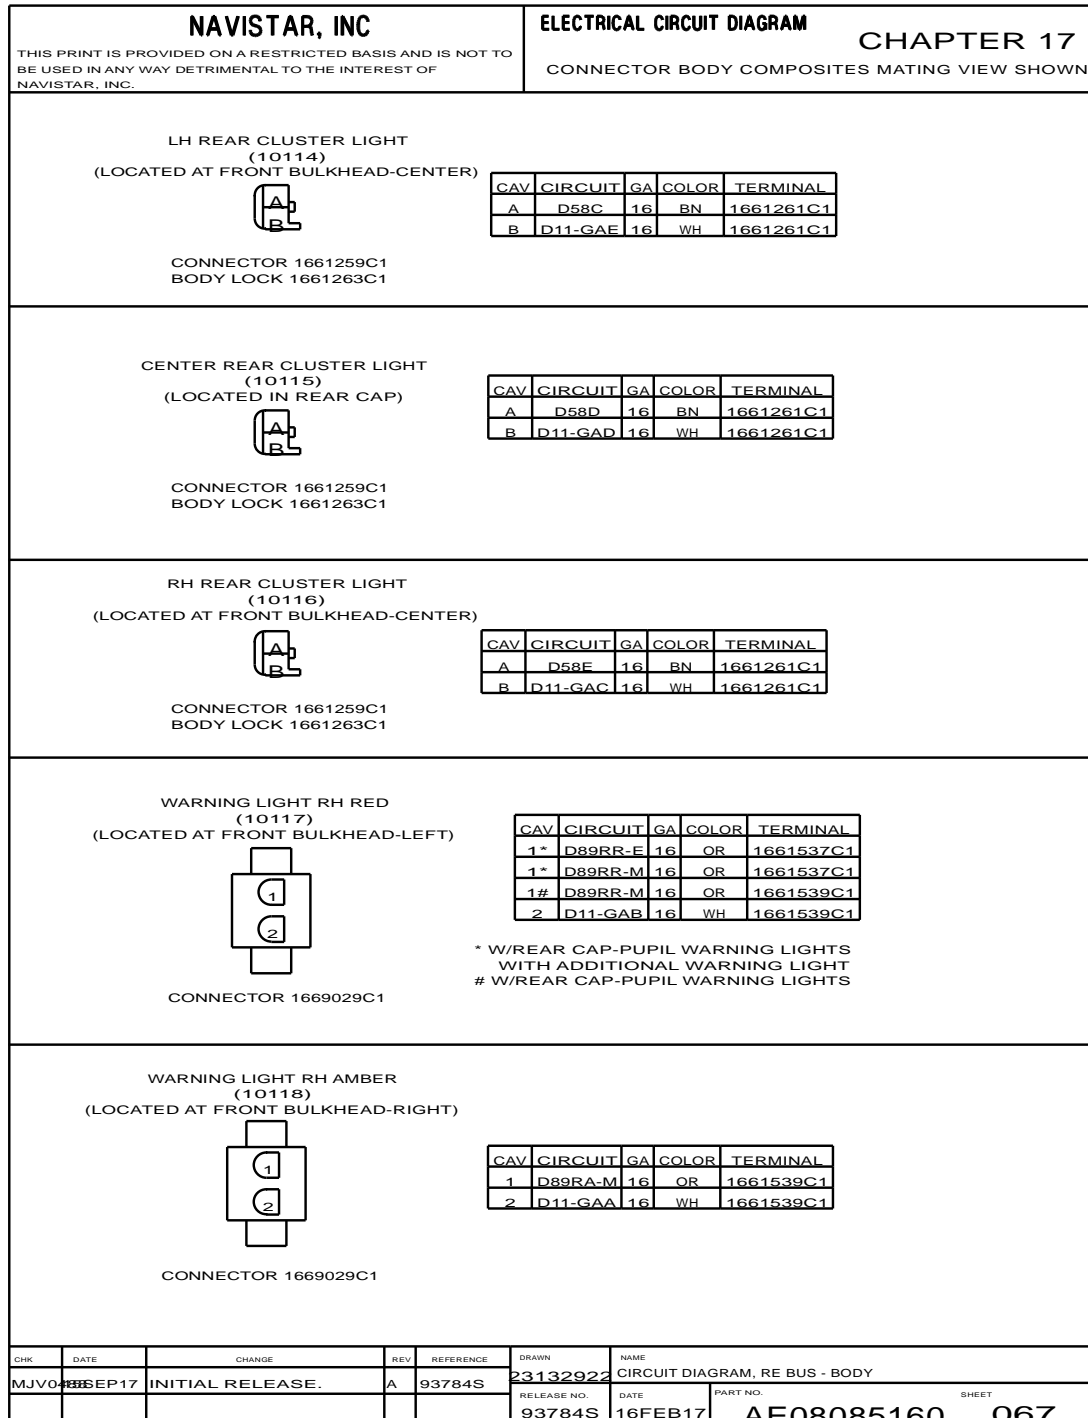 NAVISTAR, INC
THIS PRINT IS PROVIDED ON A RESTRICTED BASIS AND IS NOT TO
BE USED IN ANY WAY DETRIMENTAL TO THE INTEREST OF
NAVISTAR, INC.
ELECTRICAL CIRCUIT DIAGRAM
CHAPTER 17
CONNECTOR BODY COMPOSITES MATING VIEW SHOWN
LH REAR CLUSTER LIGHT
(10114)
(LOCATED AT FRONT BULKHEAD-CENTER)
A
B
CONNECTOR 1661259C1
BODY LOCK 1661263C1
CAV CIRCUIT GA COLOR TERMINAL
A D58C 16 BN 1661261C1
B D11-GAE 16 WH 1661261C1
CENTER REAR CLUSTER LIGHT
(10115)
(LOCATED IN REAR CAP)
A
B
CONNECTOR 1661259C1
BODY LOCK 1661263C1
CAV CIRCUIT GA COLOR TERMINAL
A D58D 16 BN 1661261C1
B D11-GAD 16 WH 1661261C1
RH REAR CLUSTER LIGHT
(10116)
(LOCATED AT FRONT BULKHEAD-CENTER)
A
B
CONNECTOR 1661259C1
BODY LOCK 1661263C1
CAV CIRCUIT GA COLOR TERMINAL
A D58E 16 BN 1661261C1
B D11-GAC 16 WH 1661261C1
WARNING LIGHT RH RED
(10117)
(LOCATED AT FRONT BULKHEAD-LEFT)
1
2
CONNECTOR 1669029C1
CAV CIRCUIT GA COLOR TERMINAL
1* D89RR-E 16 OR 1661537C1
1* D89RR-M 16 OR 1661537C1
1# D89RR-M 16 OR 1661539C1
2 D11-GAB 16 WH 1661539C1
* W/REAR CAP-PUPIL WARNING LIGHTS
WITH ADDITIONAL WARNING LIGHT
# W/REAR CAP-PUPIL WARNING LIGHTS
WARNING LIGHT RH AMBER
(10118)
(LOCATED AT FRONT BULKHEAD-RIGHT)
1
2
CONNECTOR 1669029C1
CAV CIRCUIT GA COLOR TERMINAL
1 D89RA-M 16 OR 1661539C1
2 D11-GAA 16 WH 1661539C1
CHK DATE CHANGE REV REFERENCE
INITIAL RELEASE. A 93784S
DRAWN
23132922
NAME
CIRCUIT DIAGRAM, RE BUS - BODY
RELEASE NO.
93784S
DATE
16FEB17
PART NO.
AE08085160
SHEET
067